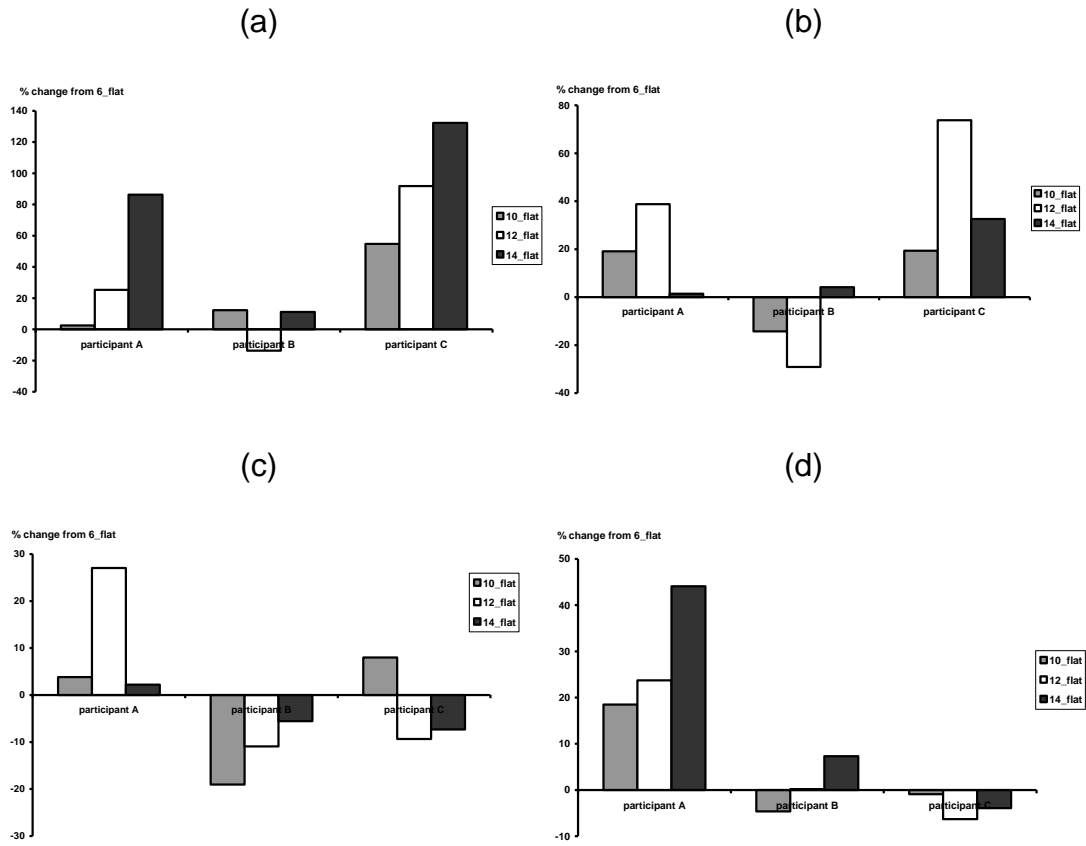 (a)
% change from 6_flat
140
120
100
80
60
40
20
0
-20
-40
participant A participant B participant C
10_flat
12_flat
14_flat
(b)
% change from 6_flat
80
60
40
20
0
-20
-40
participant A participant B participant C
10_flat
12_flat
14_flat
(c)
% change from 6_flat
30
20
10
0
-10
-20
-30
participant A participant B participant C
10_flat
12_flat
14_flat
(d)
% change from 6_flat
50
40
30
20
10
0
-10
participant A participant B participant C
10_flat
12_flat
14_flat